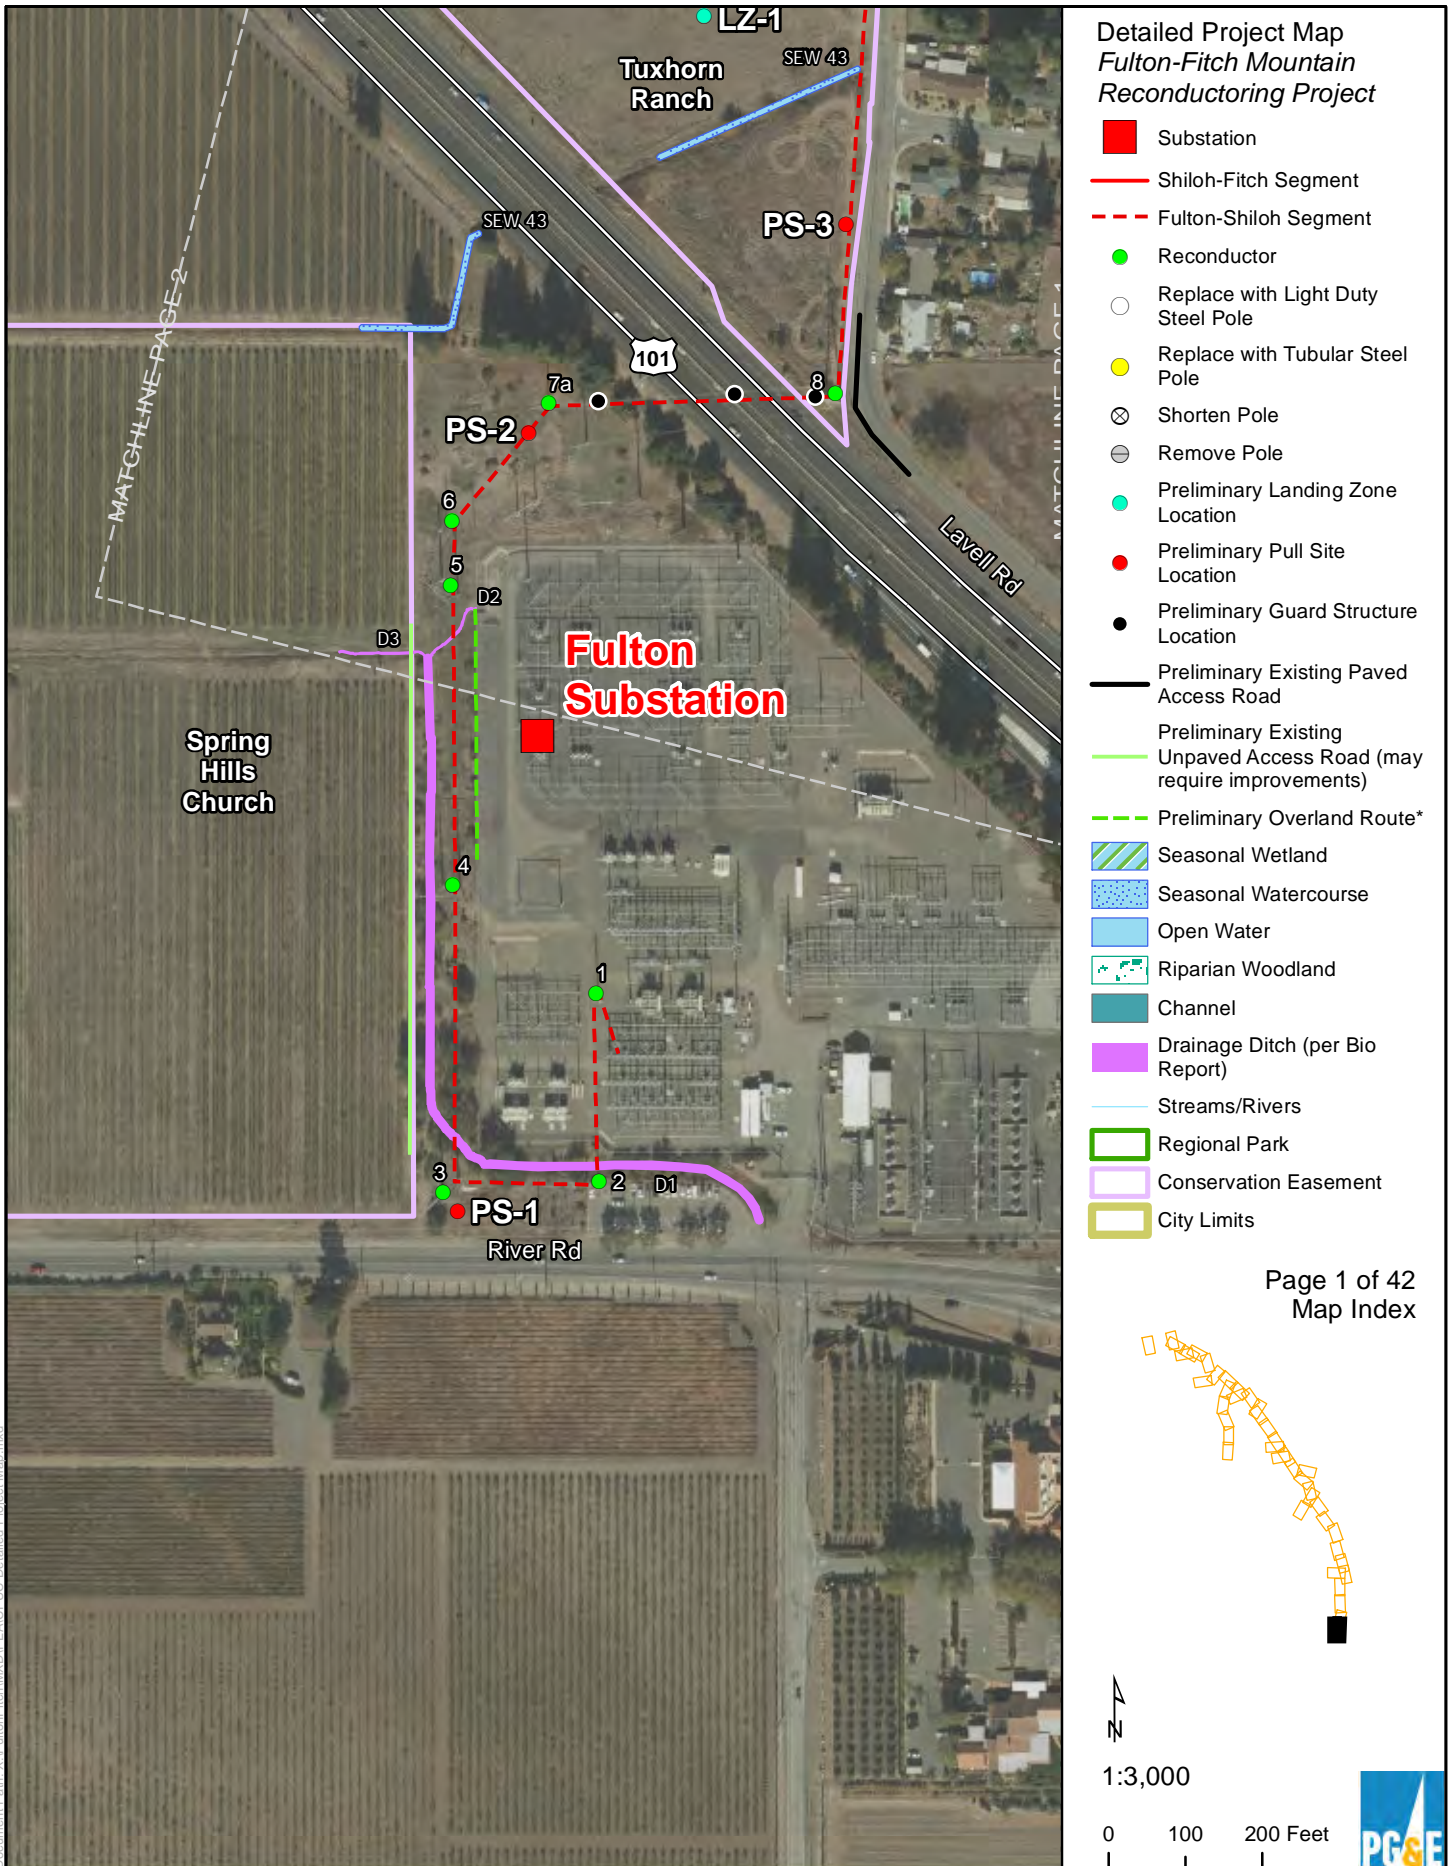 LZ-1
Tuxhorn
Ranch
SEW 43
PS-3
SEW 43
MATCHLINE PAGE 2
101
7a
8
PS-2
6
5
D2
D3
Lavell Rd
Fulton
Substation
Spring
Hills
Church
4
1
3
2
D1
PS-1
River Rd
Detailed Project Map
Fulton-Fitch Mountain
Reconductoring Project
Substation
Shiloh-Fitch Segment
Fulton-Shiloh Segment
Reconductor
Replace with Light Duty
Steel Pole
Replace with Tubular Steel
Pole
Shorten Pole
Remove Pole
Preliminary Landing Zone
Location
Preliminary Pull Site
Location
Preliminary Guard Structure
Location
Preliminary Existing Paved
Access Road
Preliminary Existing
Unpaved Access Road (may
require improvements)
Preliminary Overland Route*
Seasonal Wetland
Seasonal Watercourse
Open Water
Riparian Woodland
Channel
Drainage Ditch (per Bio
Report)
Streams/Rivers
Regional Park
Conservation Easement
City Limits
Page 1 of 42
Map Index
N
1:3,000
0 100 200 Feet
PG&E